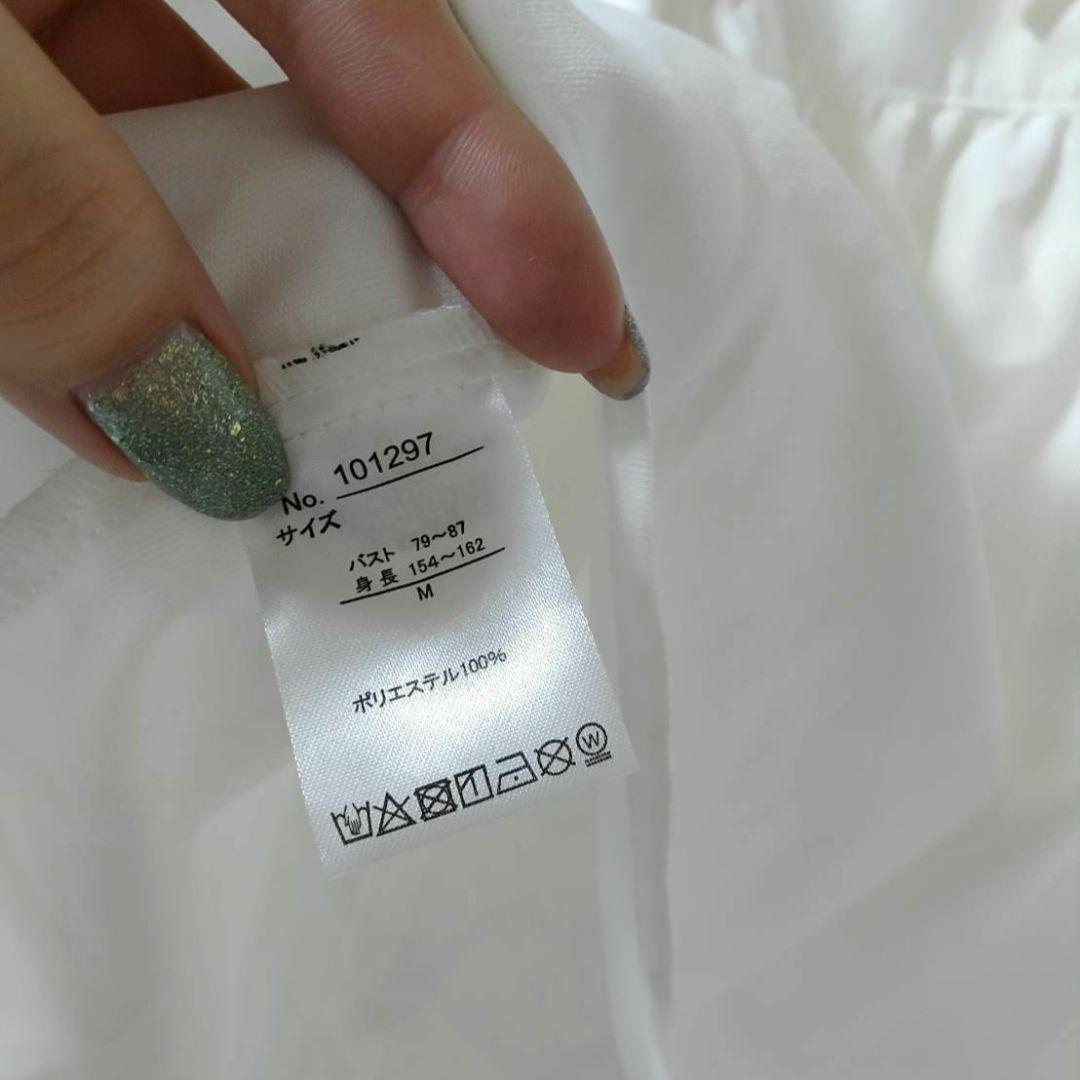 No. 101297
サイズ
バスト 79～87
身長 154～162
M
ポリエステル100%
W